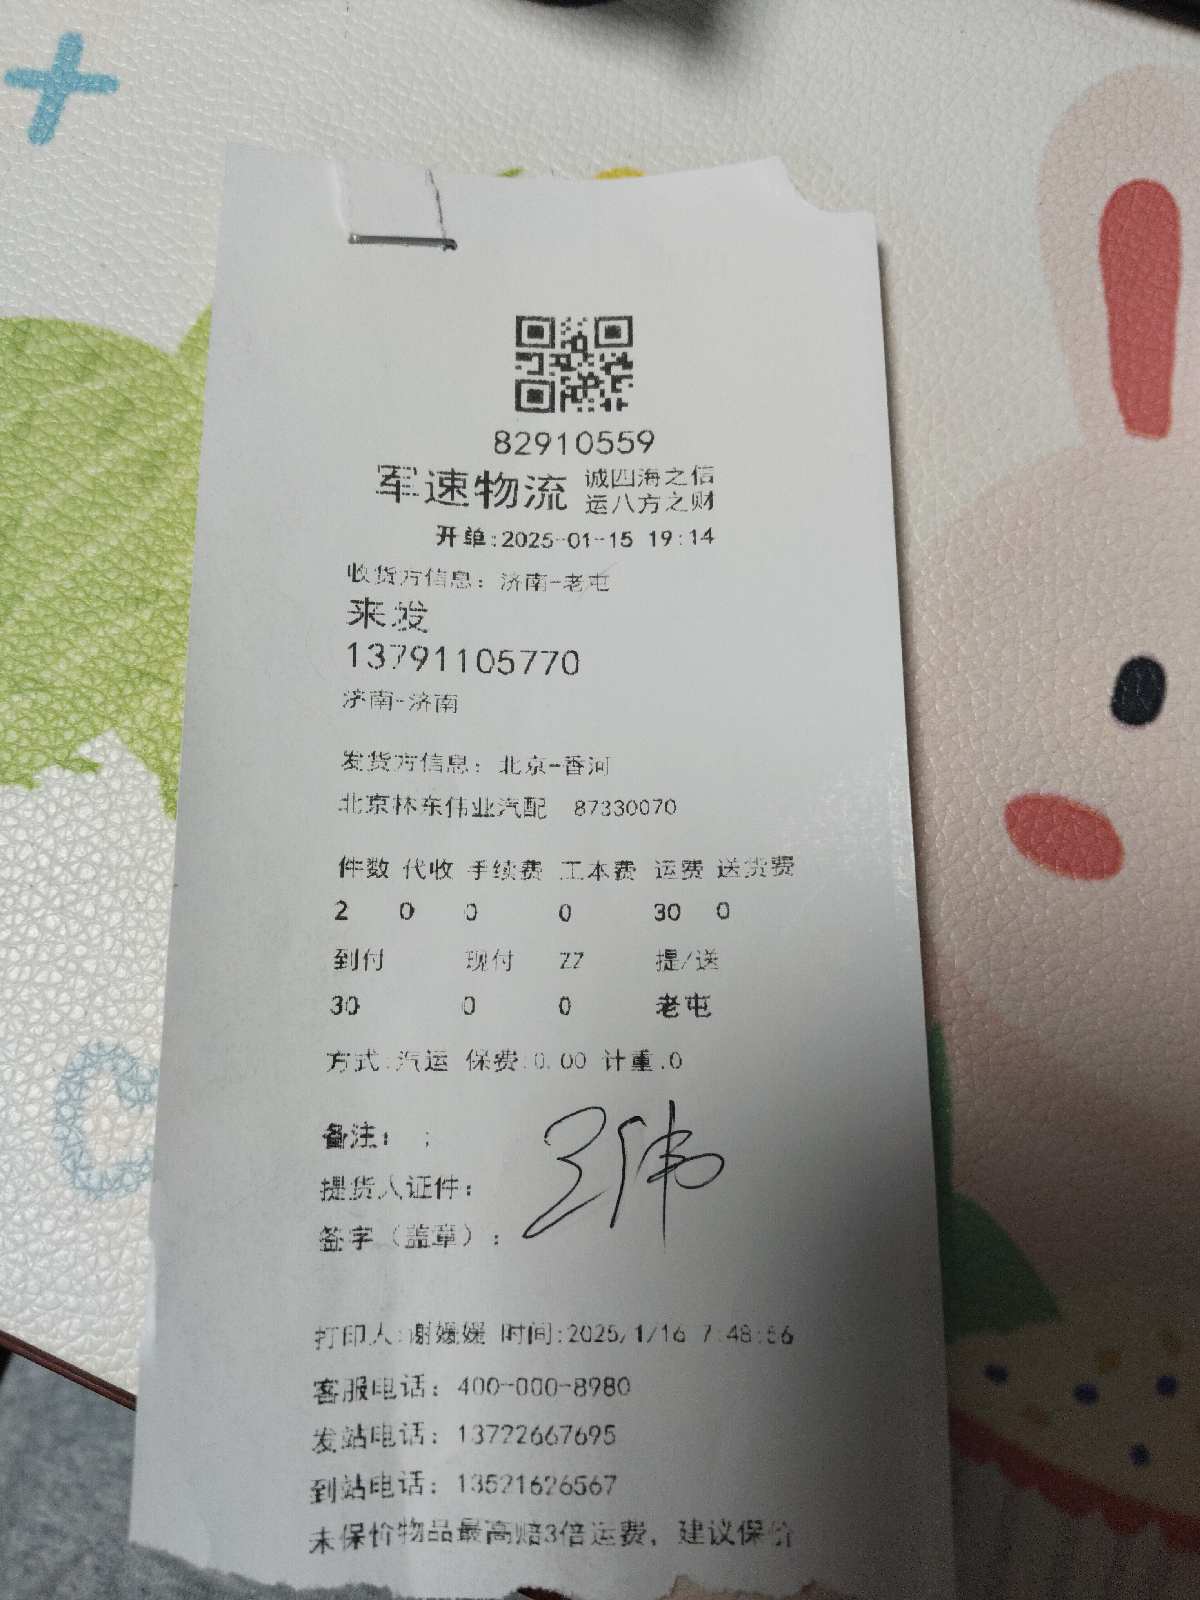 82910559
军速物流 诚四海之信
运八方之财
开单:2025-01-15 19:14
收货方信息: 济南-老屯
来发
13791105770
济南-济南
发货方信息: 北京-香河
北京林东伟业汽配 87330070
件数 代收 手续费 工本费 运费 送货费
2 0 0 0 30 0
到付 现付 ZZ 提/送
30 0 0 老屯
方式:汽运 保费:0.00 计重:0
备注: ;
提货人证件:
签字（盖章）: 王伟
打印人:谢媛媛 时间:2025/1/16 7:48:56
客服电话: 400-000-8980
发站电话: 13722667695
到站电话: 13521626567
未保价物品最高赔3倍运费, 建议保价